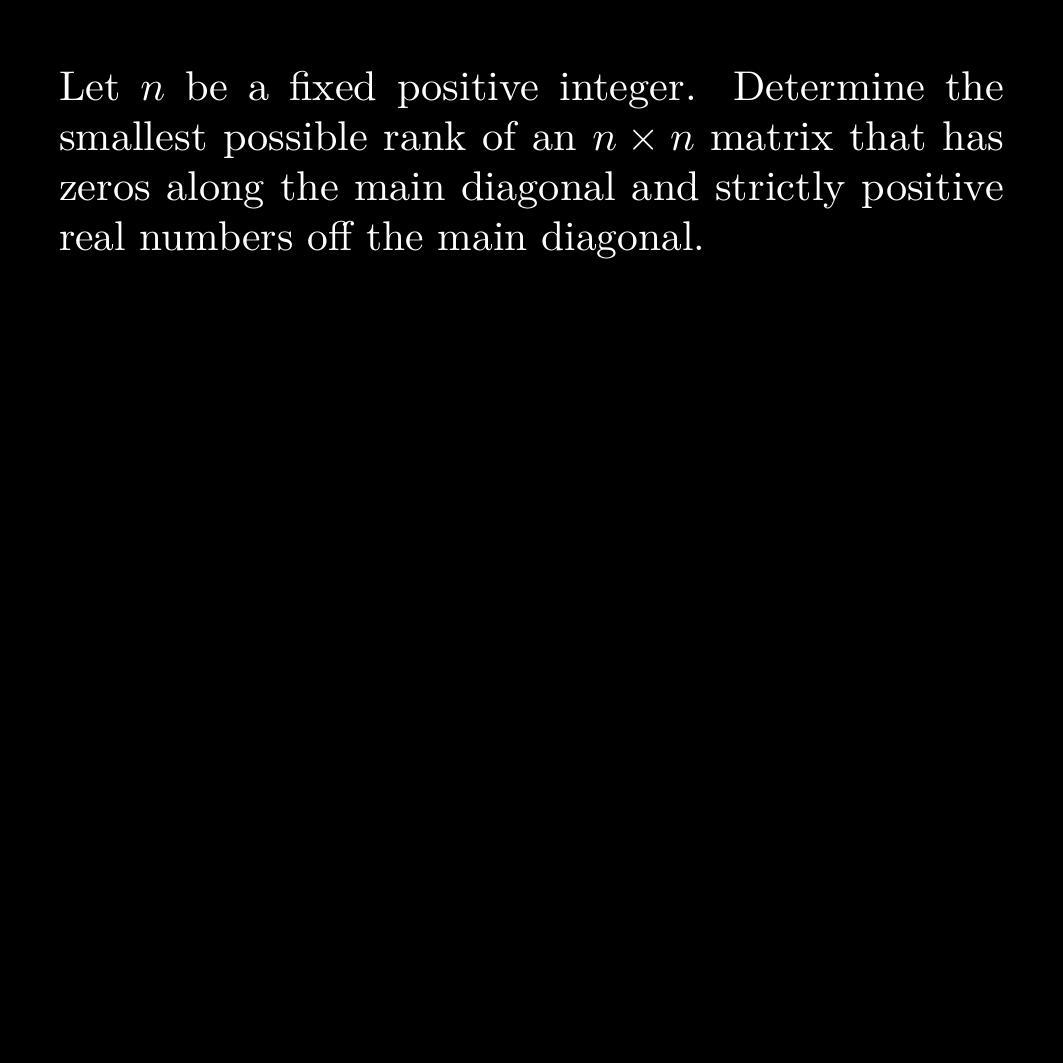 Let $n$ be a fixed positive integer. Determine the
smallest possible rank of an $n \times n$ matrix that has
zeros along the main diagonal and strictly positive
real numbers off the main diagonal.